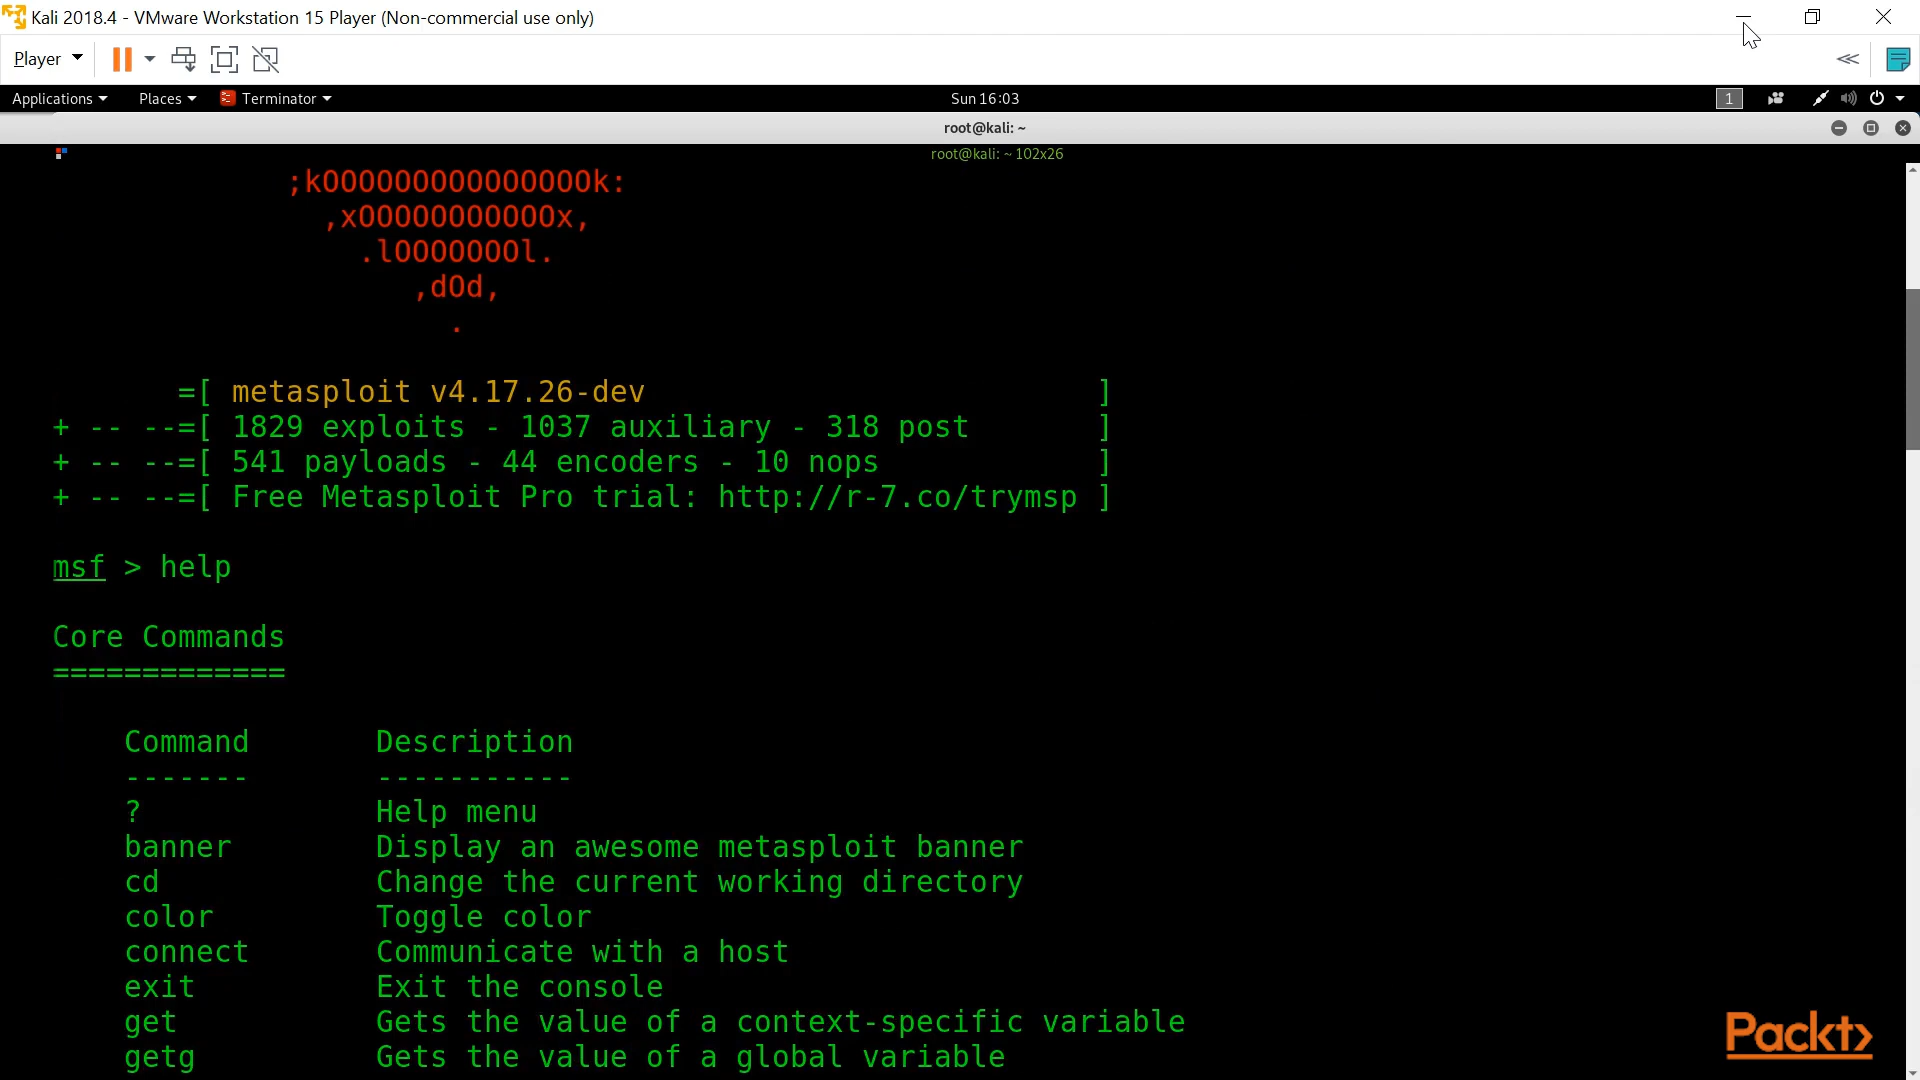 Kali 2018.4 - VMware Workstation 15 Player (Non-commercial use only)
Player
Applications Places Terminator Sun 16:03 1
root@kali: ~
root@kali: ~ 102x26
;kOOOOOOOOOOOOOOOk:
,xOOOOOOOOOOOx,
.lOOOOOOOl.
,dOd,
.
=[ metasploit v4.17.26-dev ]
+ -- --=[ 1829 exploits - 1037 auxiliary - 318 post ]
+ -- --=[ 541 payloads - 44 encoders - 10 nops ]
+ -- --=[ Free Metasploit Pro trial: http://r-7.co/trymsp ]
msf > help
Core Commands
=============
Command Description
------- -----------
? Help menu
banner Display an awesome metasploit banner
cd Change the current working directory
color Toggle color
connect Communicate with a host
exit Exit the console
get Gets the value of a context-specific variable
getg Gets the value of a global variable
Packt>